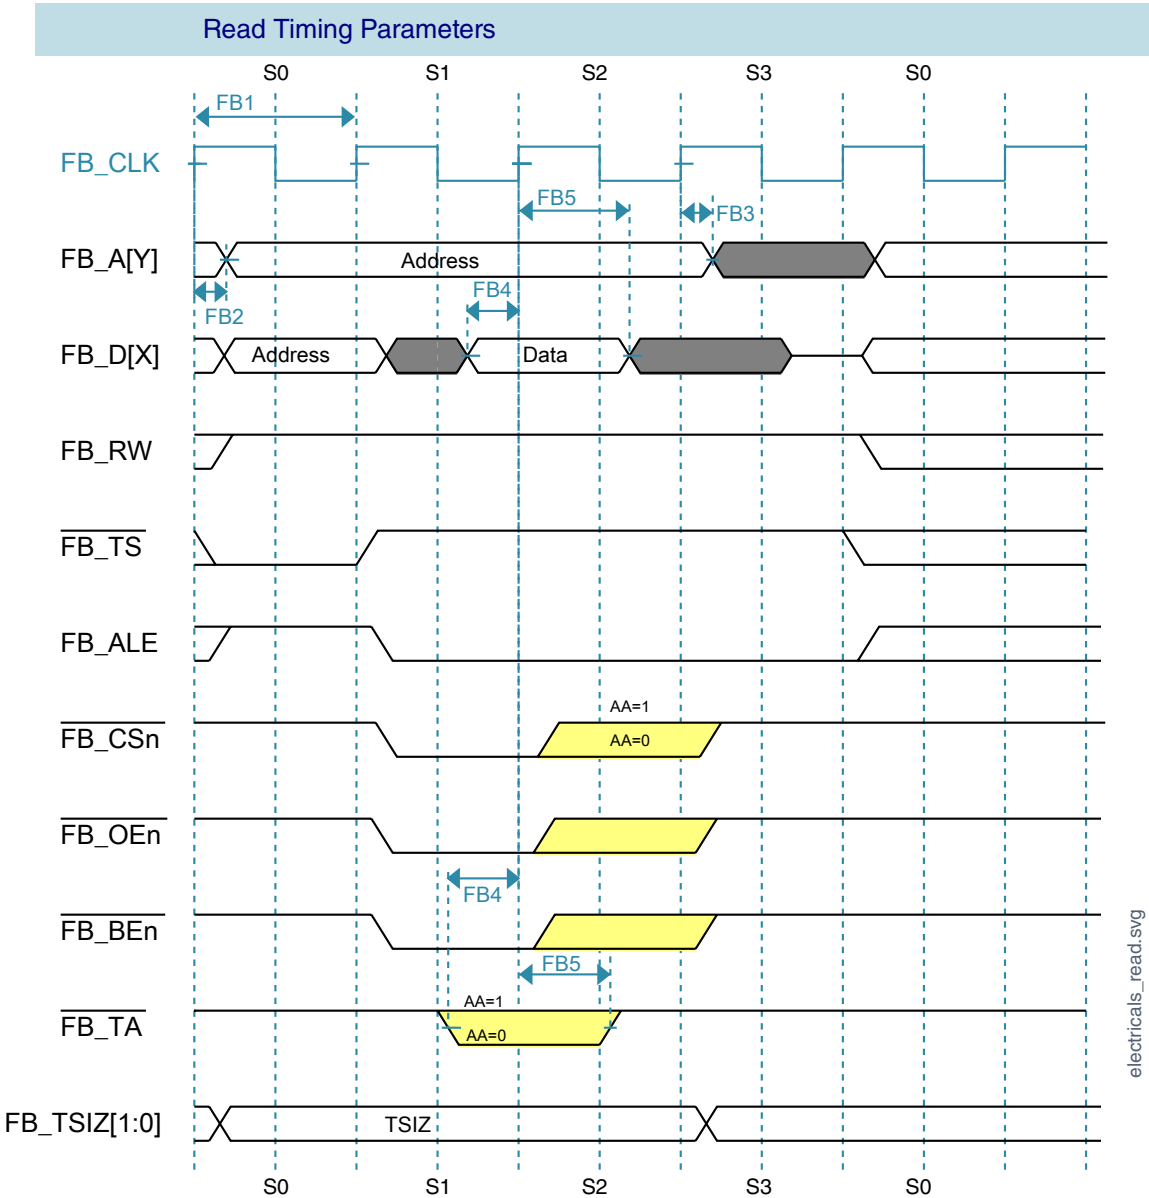 Read Timing Parameters
S0 S1 S2 S3 S0
FB1
FB_CLK
FB5
FB3
FB_A[Y]
Address
FB4
FB2
FB_D[X]
Address
Data
FB_RW
FB_TS
FB_ALE
AA=1
FB_CSn
AA=0
FB_OEn
FB4
FB_BEn
FB5
AA=1
FB_TA
AA=0
FB_TSIZ[1:0]
TSIZ
S0 S1 S2 S3 S0
electricals_read.svg